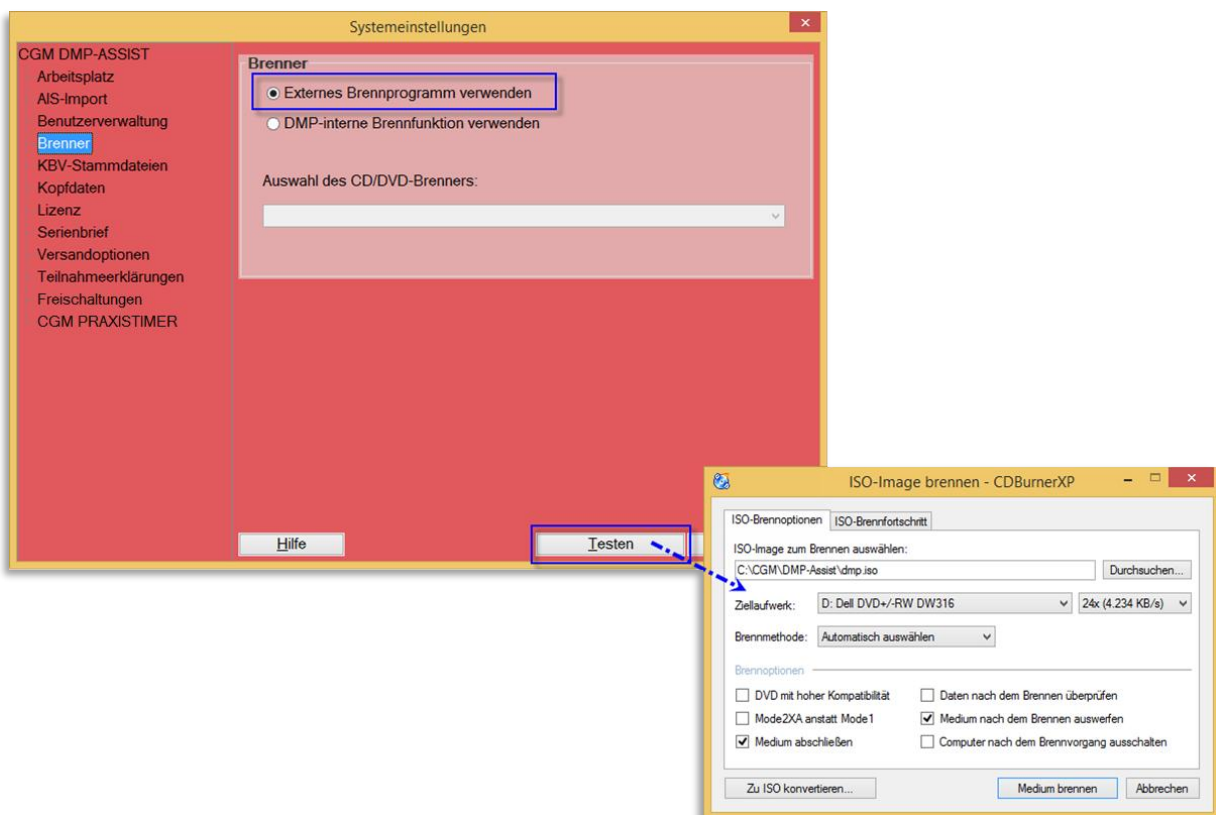 Systemeinstellungen
CGM DMP-ASSIST
Arbeitsplatz
AIS-Import
Benutzerverwaltung
Brenner
KBV-Stammdateien
Kopfdaten
Lizenz
Serienbrief
Versandoptionen
Teilnahmeerklärungen
Freischaltungen
CGM PRAXISTIMER
Brenner
Externes Brennprogramm verwenden
DMP-interne Brennfunktion verwenden
Auswahl des CD/DVD-Brenners:
Hilfe
Testen
ISO-Image brennen - CDBurnerXP
ISO-Brennoptionen ISO-Brennfortschritt
ISO-Image zum Brennen auswählen:
C:\CGM\DMP-Assist\dmp.iso Durchsuchen...
Ziellaufwerk: D: Dell DVD+/-RW DW316 24x (4.234 KB/s)
Brennmethode: Automatisch auswählen
Brennoptionen
DVD mit hoher Kompatibilität Daten nach dem Brennen überprüfen
Mode2XA anstatt Mode1 Medium nach dem Brennen auswerfen
Medium abschließen Computer nach dem Brennvorgang ausschalten
Zu ISO konvertieren... Medium brennen Abbrechen